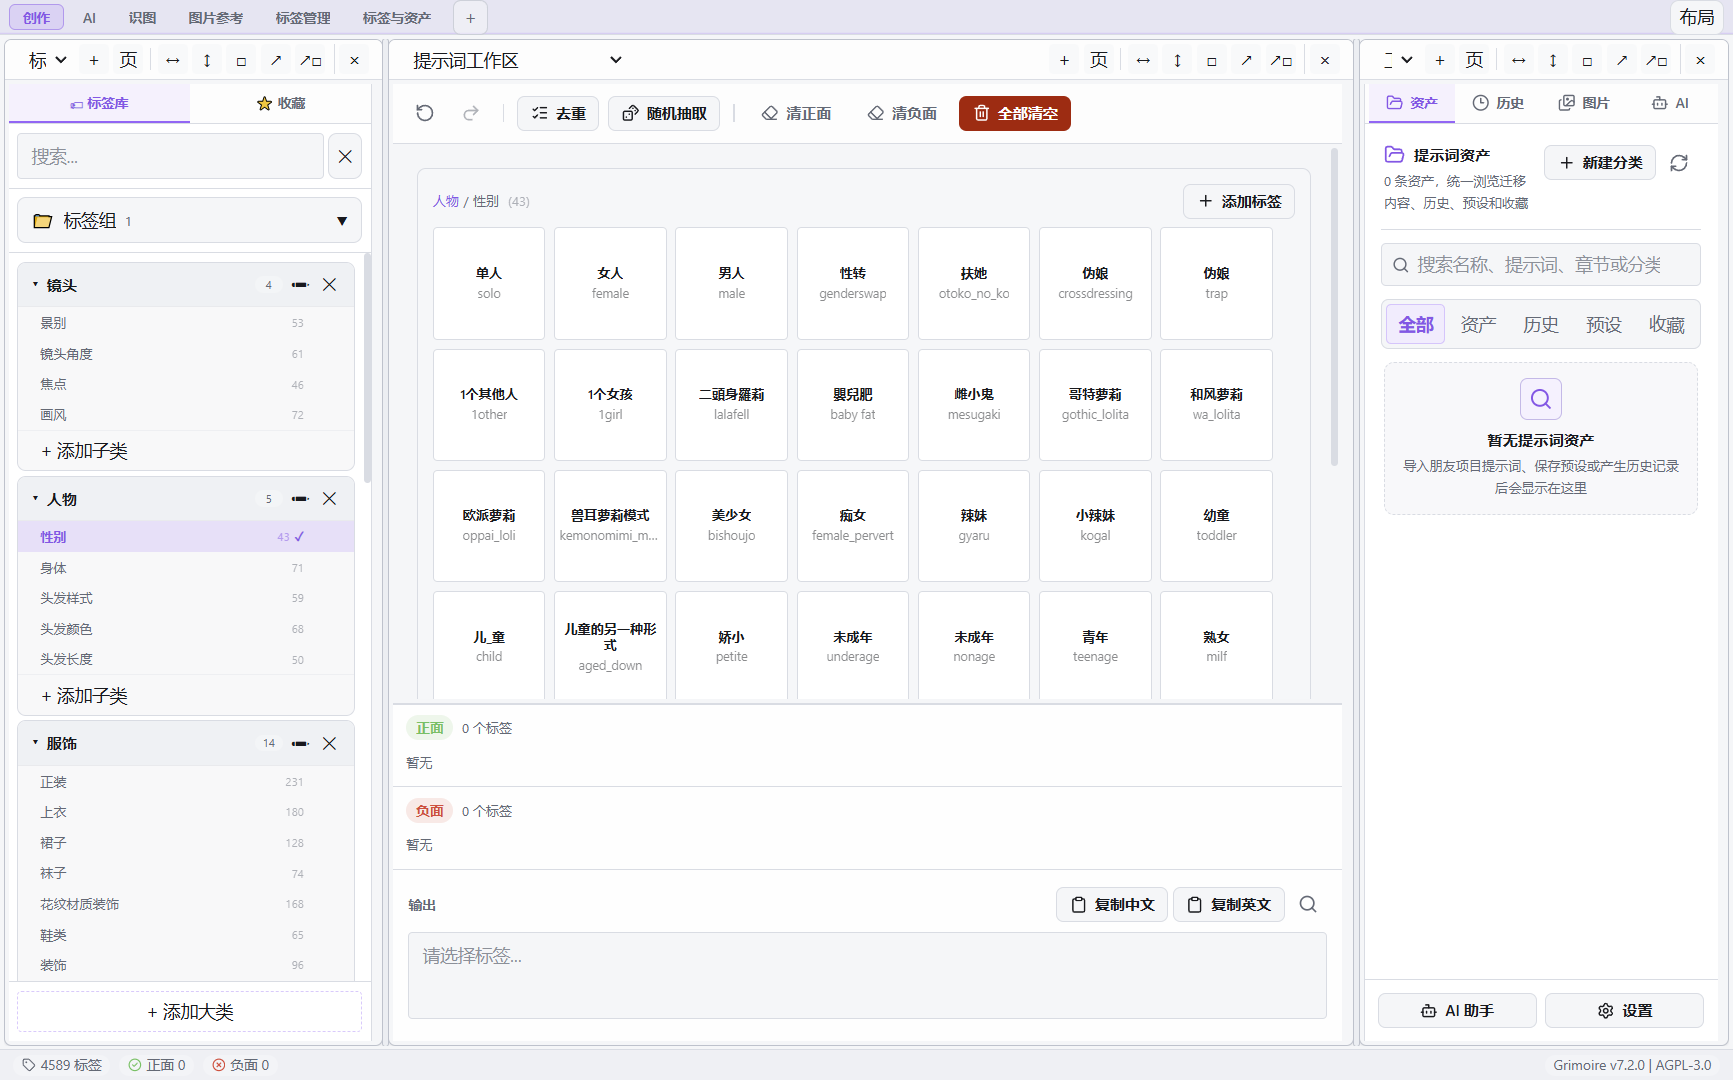 创作 AI 识图 图片参考 标签管理 标签与资产 + 布局
标 + 页
标签库 收藏
搜索...
标签组 1
镜头 4
景别 53
镜头角度 61
焦点 46
画风 72
+ 添加子类
人物 5
性别 43 ✓
身体 71
头发样式 59
头发颜色 68
头发长度 50
+ 添加子类
服饰 14
正装 231
上衣 180
裙子 128
袜子 74
花纹材质装饰 168
鞋类 65
装饰 96
+ 添加大类
提示词工作区 + 页
去重 随机抽取 清正面 清负面 全部清空
人物 / 性别 (43) + 添加标签
单人 女人 男人 性转 扶她 伪娘 伪娘
solo female male genderswap otoko_no_ko crossdressing trap
1个其他人 1个女孩 二頭身羅莉 嬰兒肥 雌小鬼 哥特萝莉 和风萝莉
1other 1girl lalafell baby fat mesugaki gothic_lolita wa_lolita
欧派萝莉 兽耳萝莉模式 美少女 痴女 辣妹 小辣妹 幼童
oppai_loli kemonomimi_m... bishoujo female_pervert gyaru kogal toddler
儿_童 儿童的另一种形式 娇小 未成年 未成年 青年 熟女
child aged_down petite underage nonage teenage milf
正面 0 个标签
暂无
负面 0 个标签
暂无
输出 复制中文 复制英文
请选择标签...
+ 页
资产 历史 图片 AI
提示词资产 + 新建分类
0 条资产，统一浏览迁移
内容、历史、预设和收藏
搜索名称、提示词、章节或分类
全部 资产 历史 预设 收藏
暂无提示词资产
导入朋友项目提示词、保存预设或产生历史记录
后会显示在这里
AI 助手 设置
4589 标签 正面 0 负面 0 Grimoire v7.2.0 | AGPL-3.0